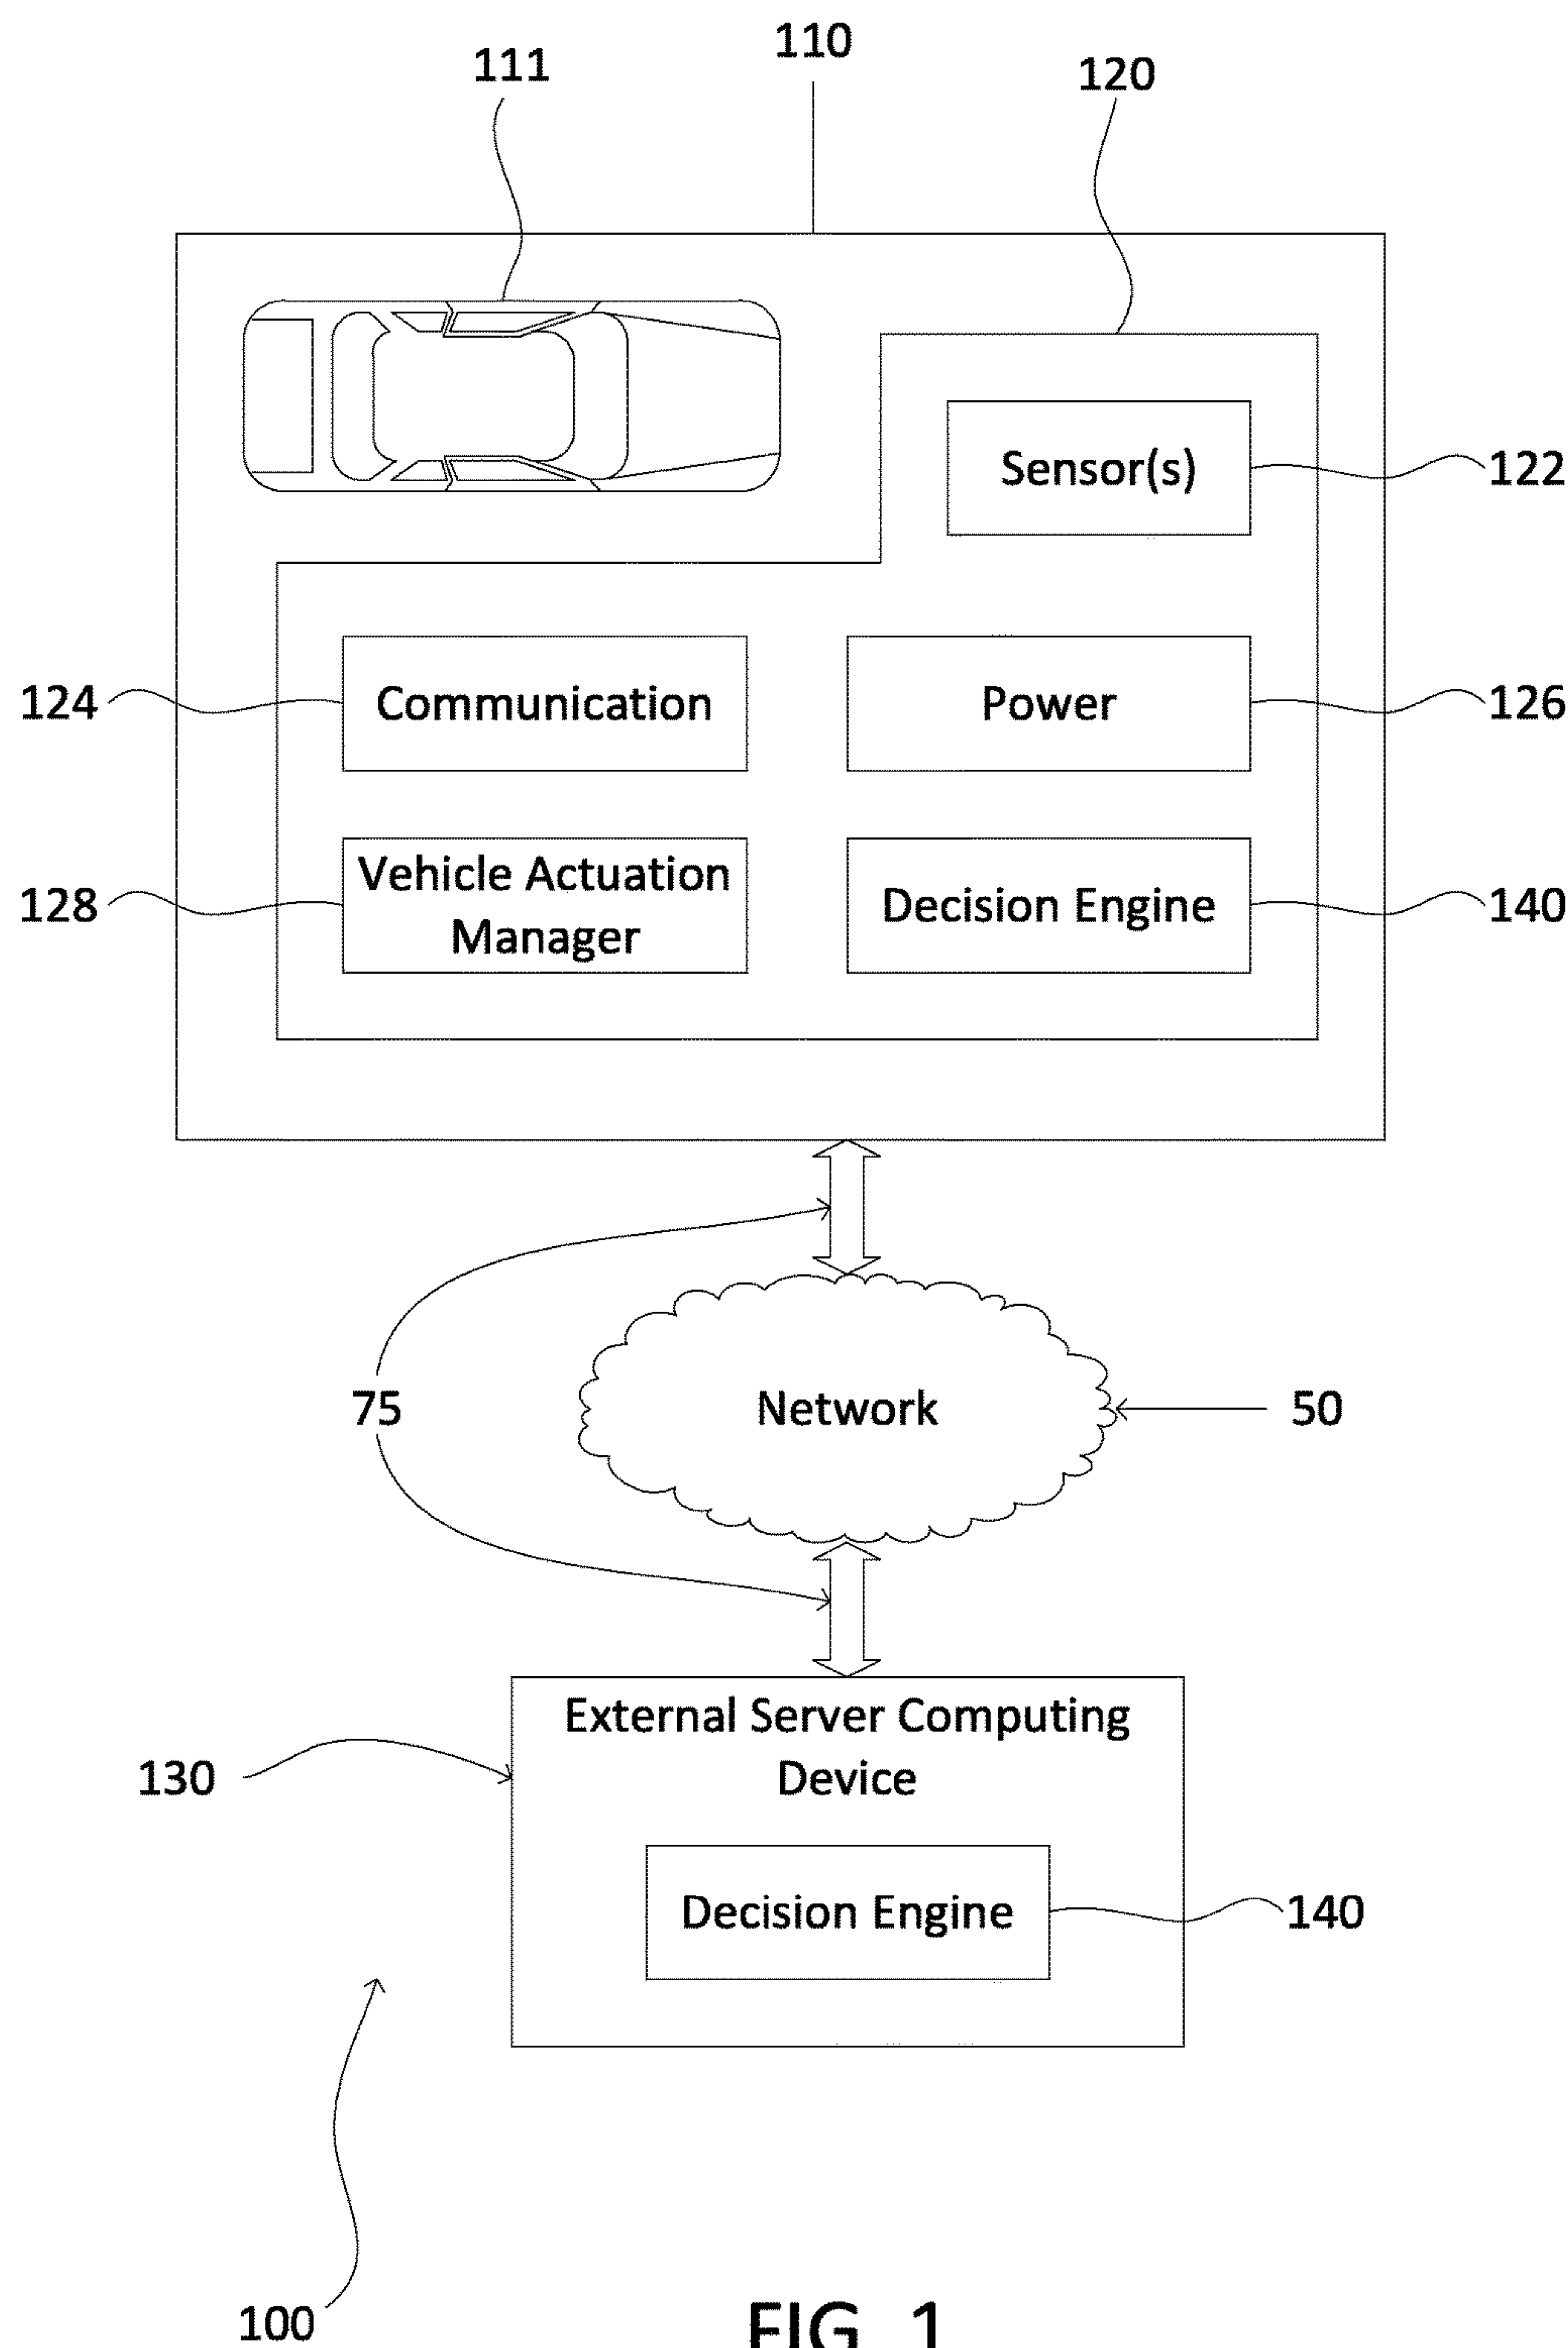 110
111
120
Sensor(s)
122
124
Communication
Power
126
128
Vehicle Actuation
Manager
Decision Engine
140
75
Network
50
External Server Computing
Device
130
Decision Engine
140
100
FIG. 1